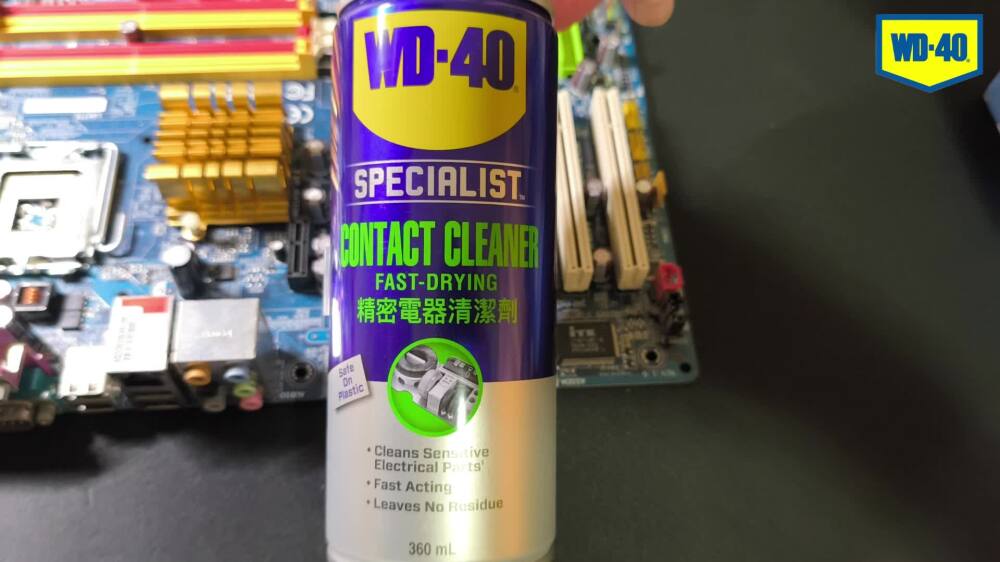 WD-40
WD-40
SPECIALIST™
CONTACT CLEANER
FAST-DRYING
精密電器清潔劑
Safe
On
Plastic
• Cleans Sensitive
Electrical Parts'
• Fast Acting
• Leaves No Residue
360 mL